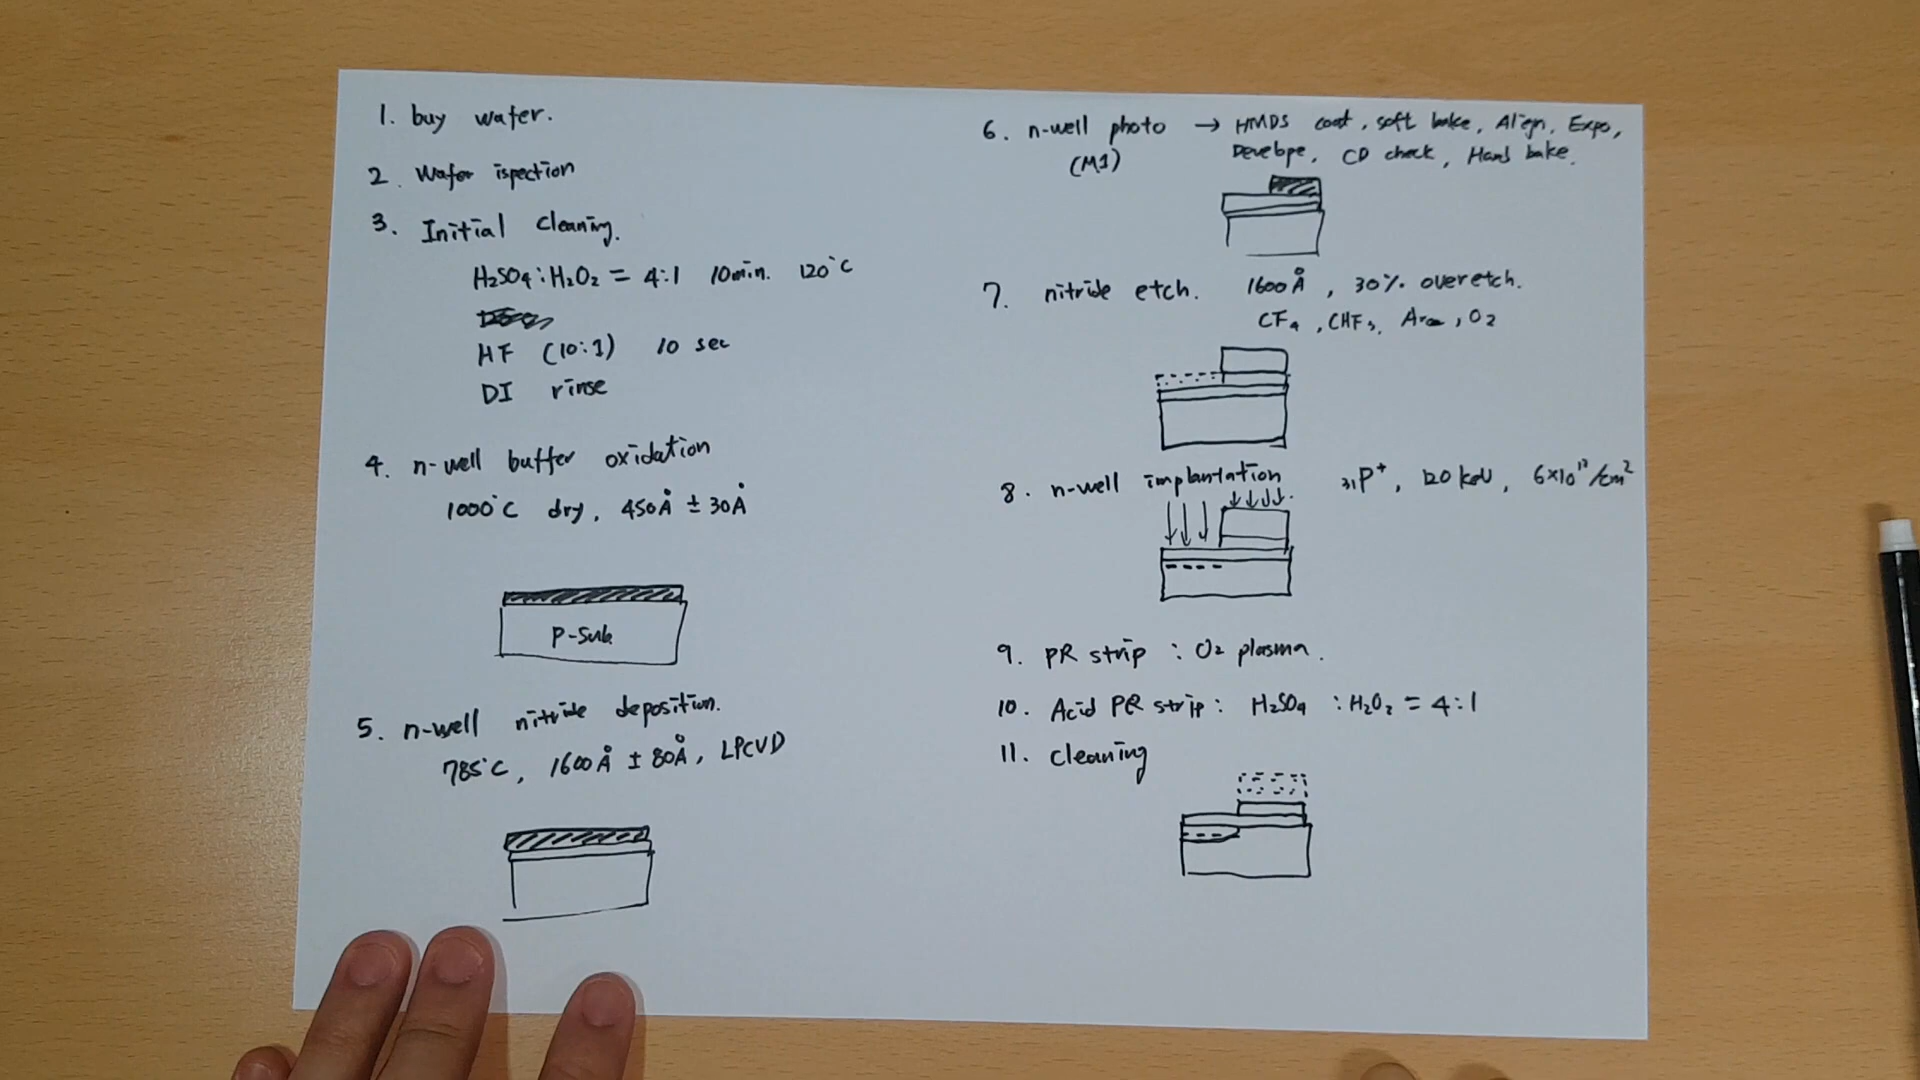 1. buy wafer.
2. Wafer ispection
3. Initial cleaning.
H₂SO₄ : H₂O₂ = 4:1 10min. 120°C
HF (10:1) 10 sec
DI rinse
4. n-well buffer oxidation
1000°C dry, 450Å ± 30Å
P-sub
5. n-well nitride deposition.
785°C, 1600Å ± 80Å, LPCVD
6. n-well photo → HMDS coat, soft bake, Align, Expo,
(M1) Develope, CD check, Hard bake.
7. nitride etch. 1600Å, 30% overetch.
CF₄, CHF₃, Ar, O₂
8. n-well implantation ₃₁P⁺, 120 keV, 6×10¹²/cm²
9. PR strip : O₂ plasma.
10. Acid PR strip : H₂SO₄ : H₂O₂ = 4:1
11. cleaning